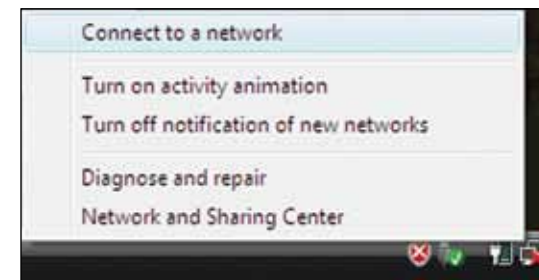 Connect to a network
Turn on activity animation
Turn off notification of new networks
Diagnose and repair
Network and Sharing Center